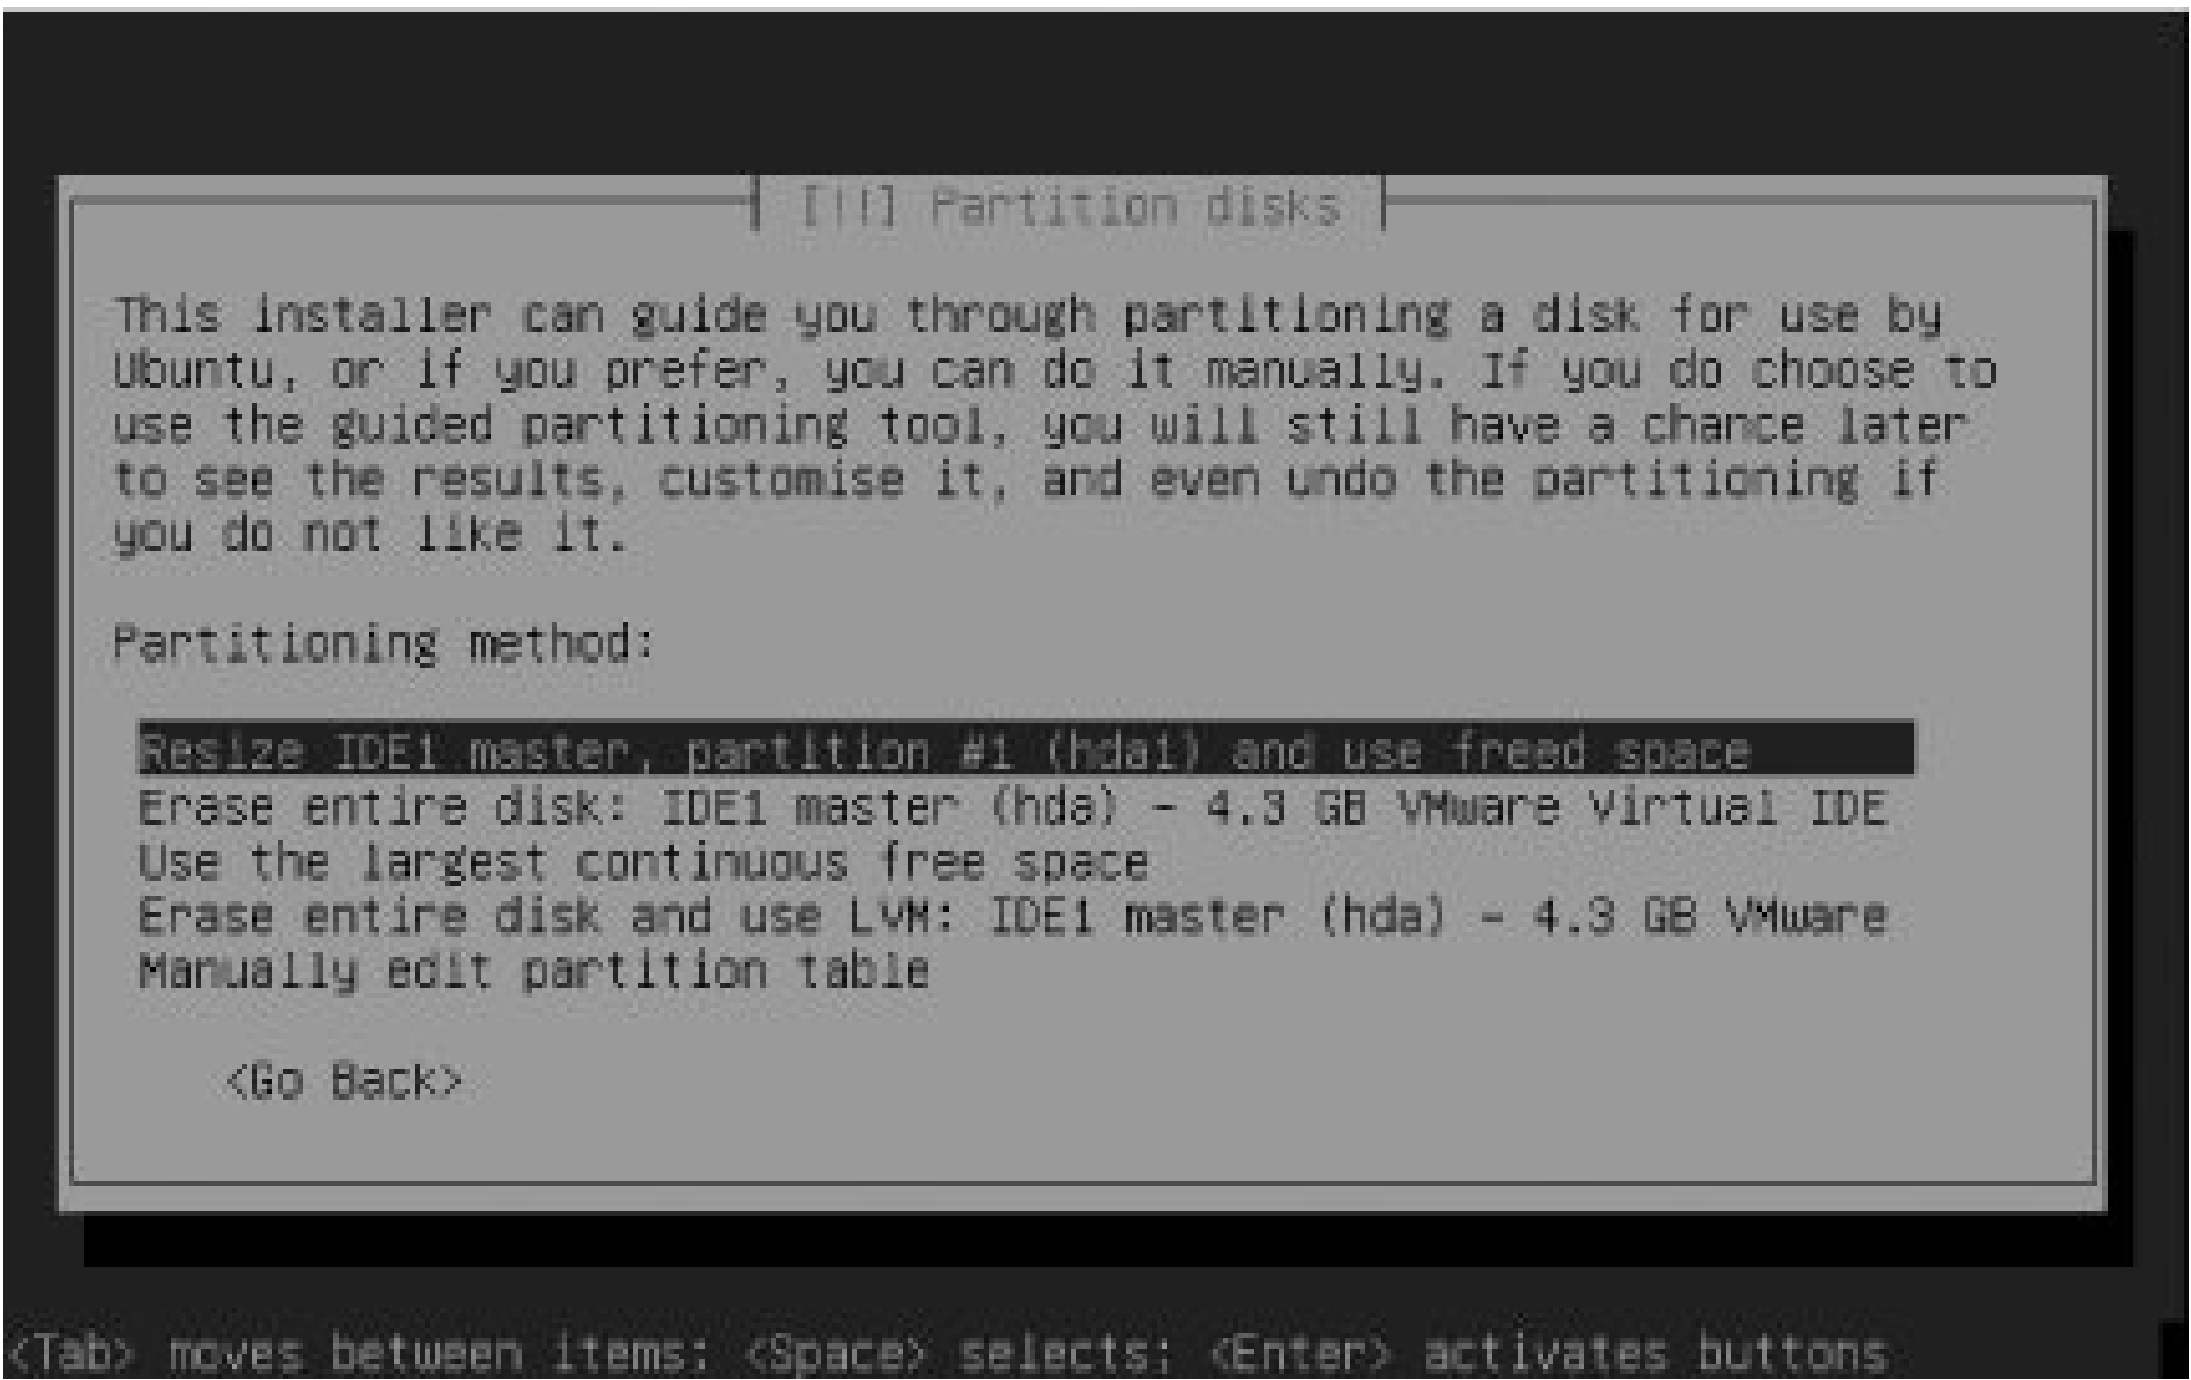 [!!] Partition disks
This installer can guide you through partitioning a disk for use by
Ubuntu, or if you prefer, you can do it manually. If you do choose to
use the guided partitioning tool, you will still have a chance later
to see the results, customise it, and even undo the partitioning if
you do not like it.
Partitioning method:
Resize IDE1 master, partition #1 (hda1) and use freed space
Erase entire disk: IDE1 master (hda) - 4.3 GB VMware Virtual IDE
Use the largest continuous free space
Erase entire disk and use LVM: IDE1 master (hda) - 4.3 GB VMware
Manually edit partition table
<Go Back>
<Tab> moves between items; <Space> selects; <Enter> activates buttons